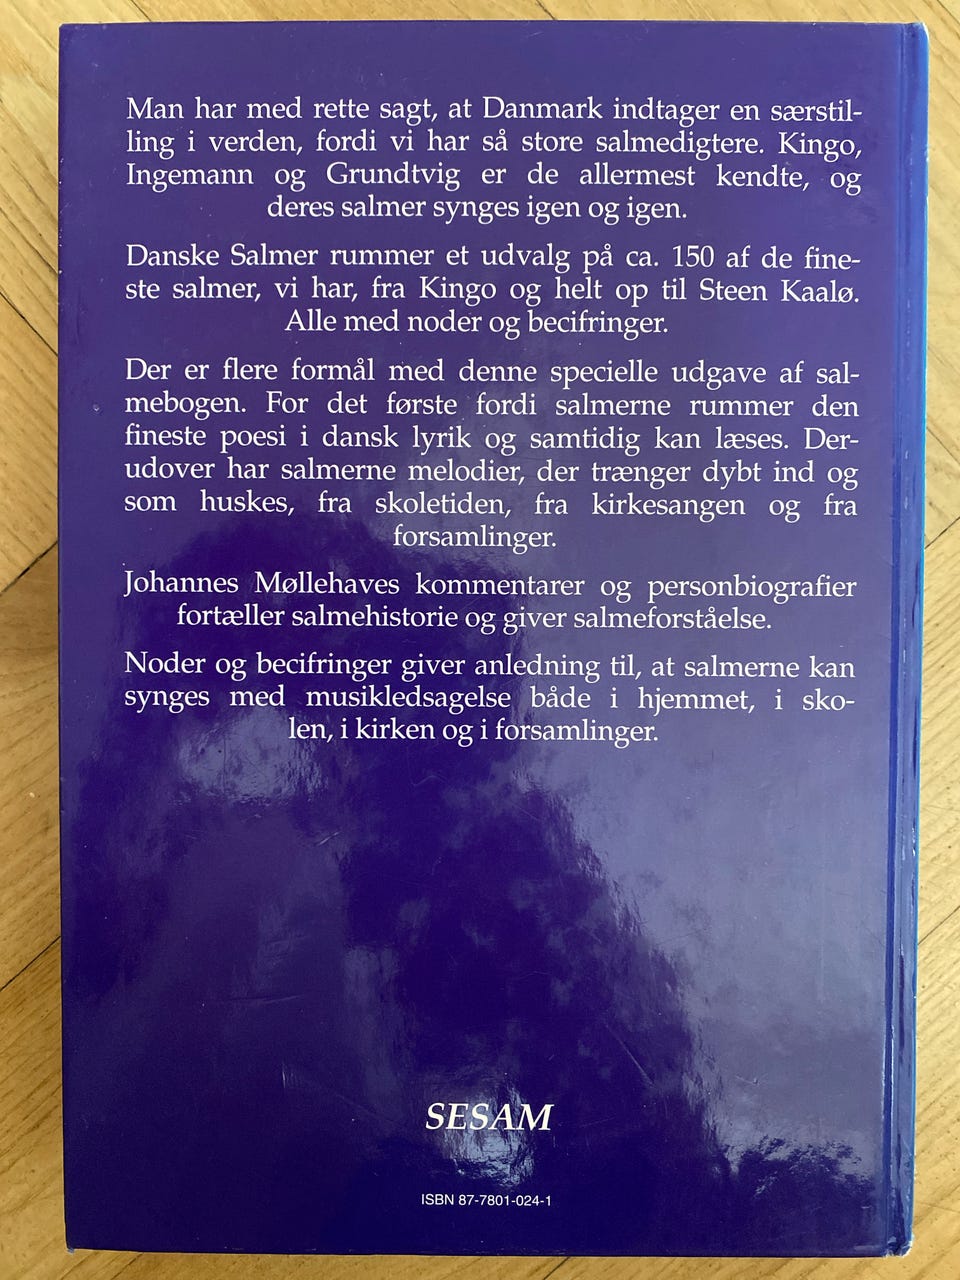 Man har med rette sagt, at Danmark indtager en særstil-
ling i verden, fordi vi har så store salmedigtere. Kingo,
Ingemann og Grundtvig er de allermest kendte, og
deres salmer synges igen og igen.
Danske Salmer rummer et udvalg på ca. 150 af de fine-
ste salmer, vi har, fra Kingo og helt op til Steen Kaalø.
Alle med noder og becifringer.
Der er flere formål med denne specielle udgave af sal-
mebogen. For det første fordi salmerne rummer den
fineste poesi i dansk lyrik og samtidig kan læses. Der-
udover har salmerne melodier, der trænger dybt ind og
som huskes, fra skoletiden, fra kirkesangen og fra
forsamlinger.
Johannes Møllehaves kommentarer og personbiografier
fortæller salmehistorie og giver salmeforståelse.
Noder og becifringer giver anledning til, at salmerne kan
synges med musikledsagelse både i hjemmet, i sko-
len, i kirken og i forsamlinger.
SESAM
ISBN 87-7801-024-1